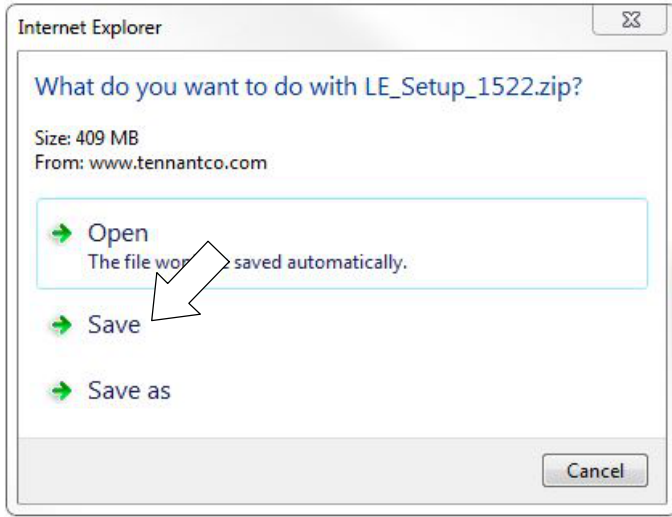 Internet Explorer
What do you want to do with LE_Setup_1522.zip?
Size: 409 MB
From: www.tennantco.com
Open
The file saved automatically.
Save
Save as
Cancel